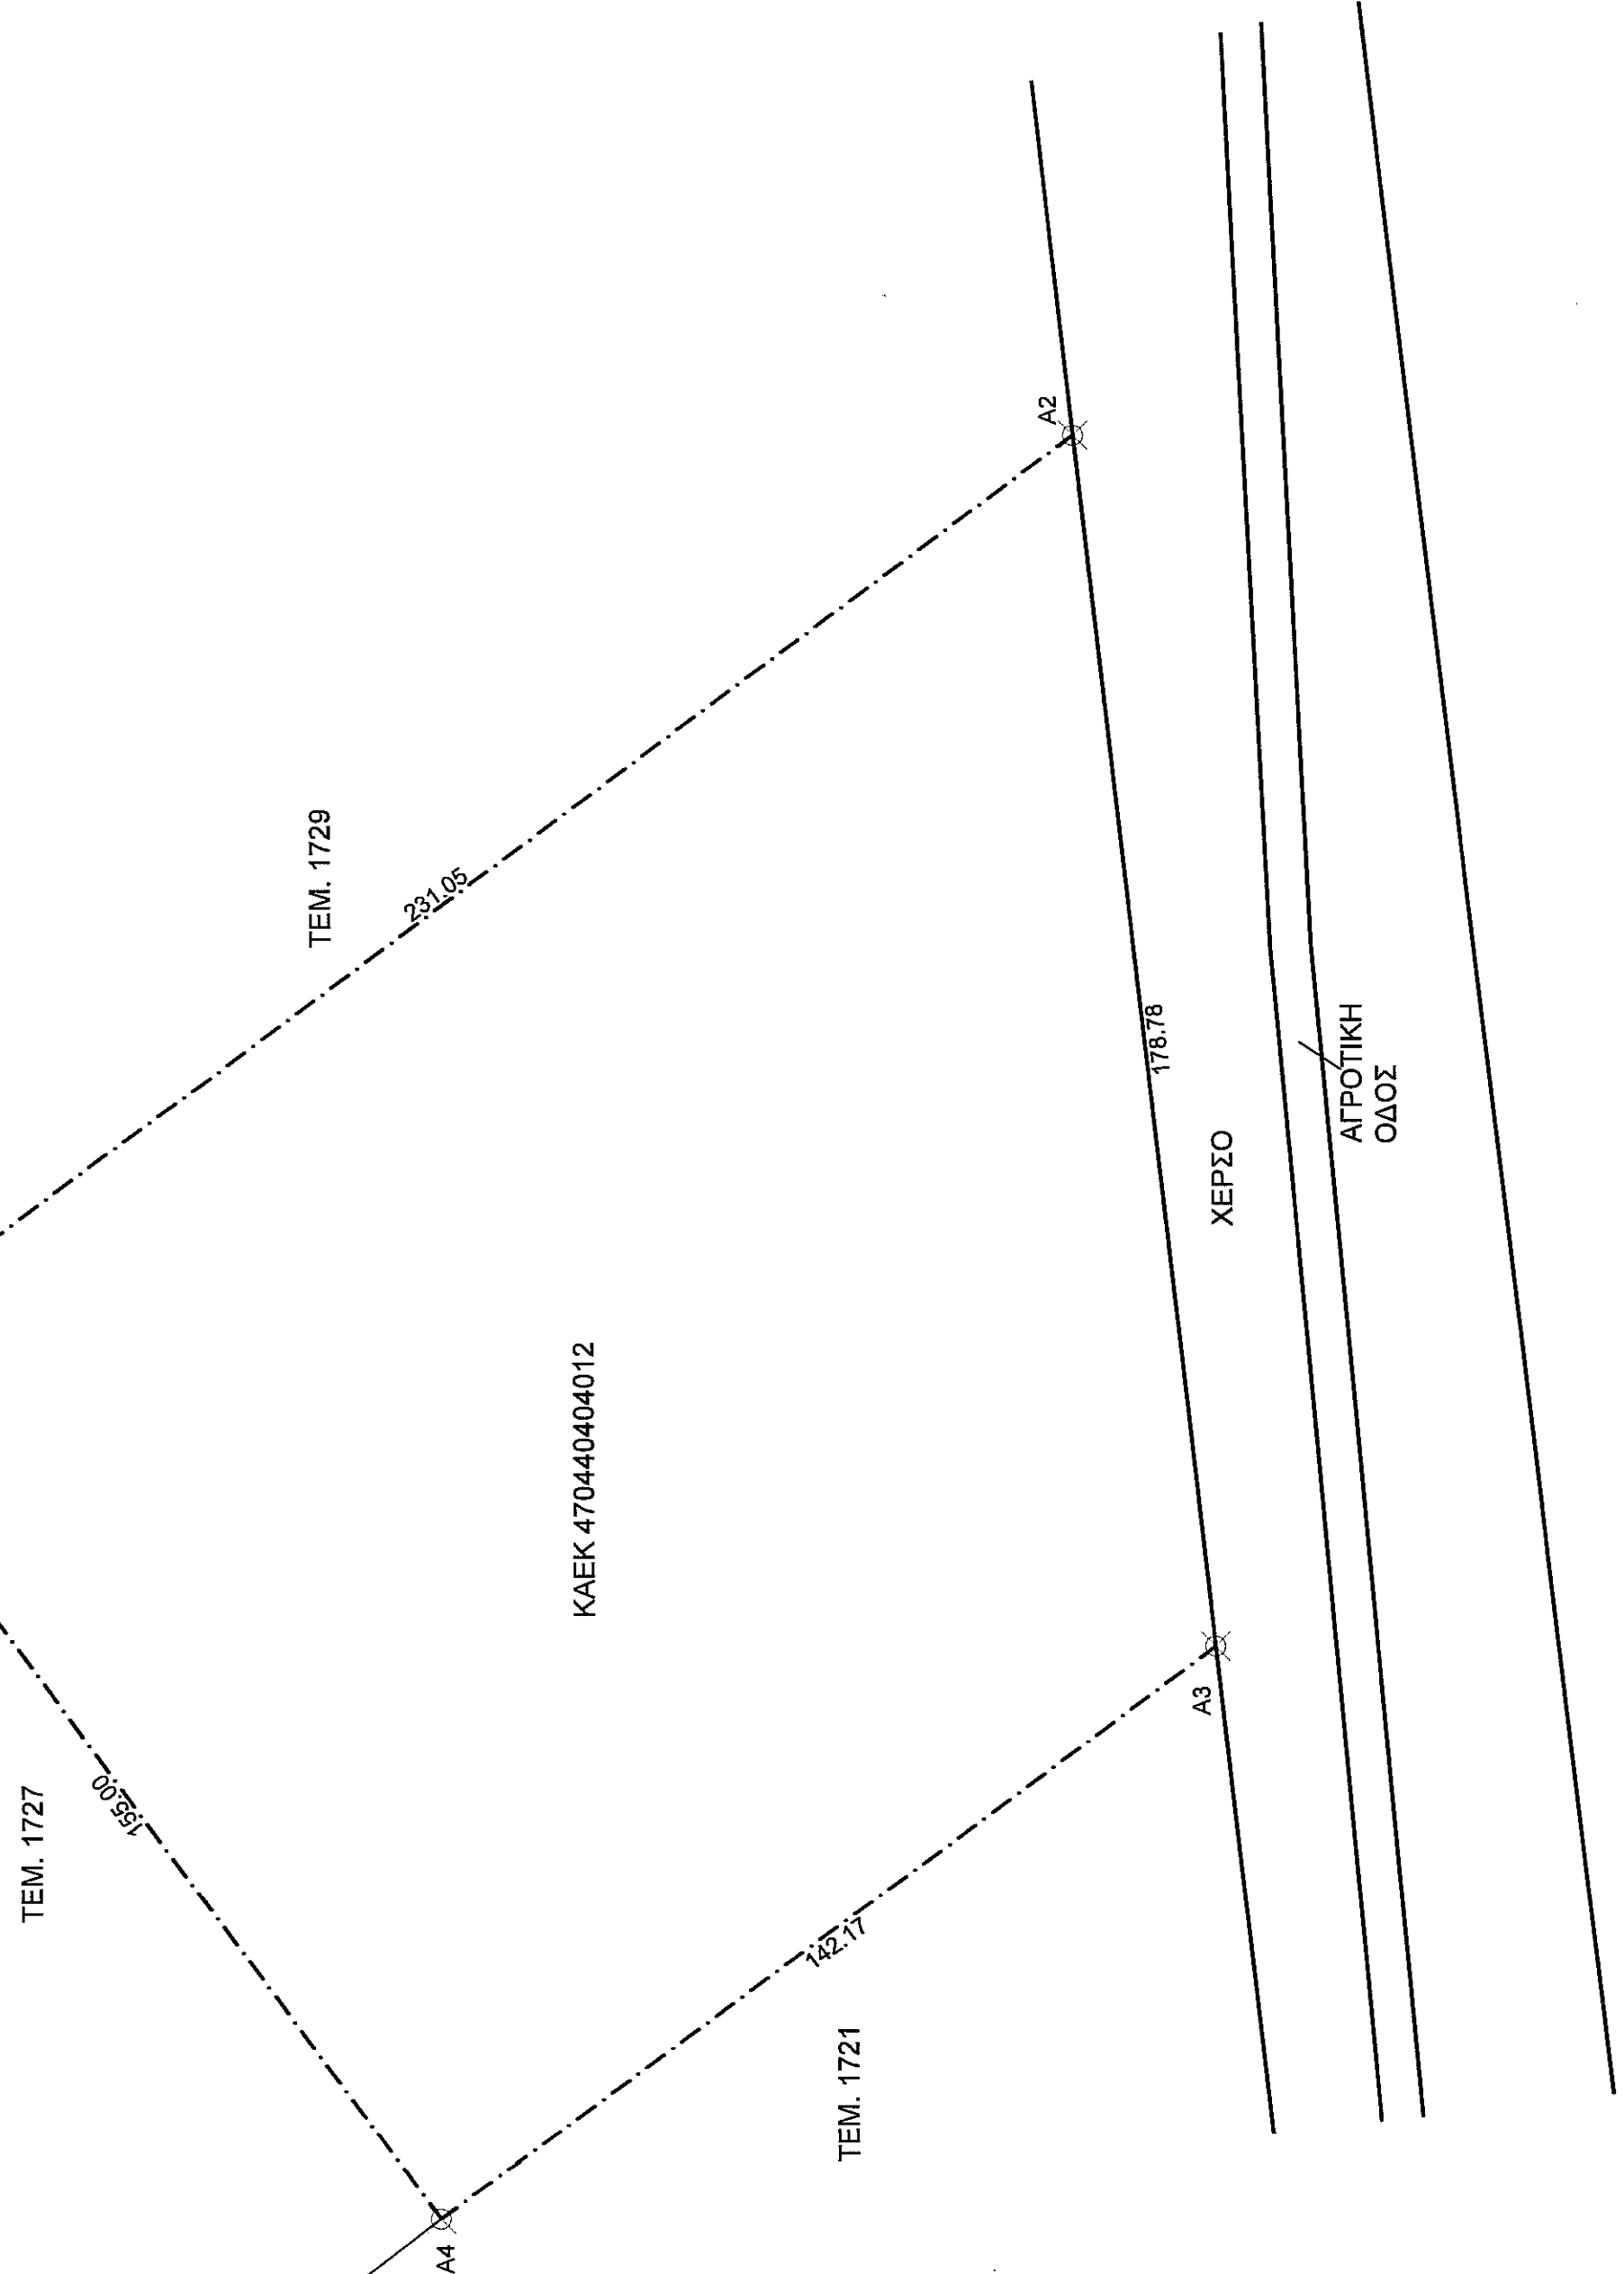 ΤΕΜ. 1727
155.00
A4
ΤΕΜ. 1729
231.05
ΚΑΕΚ 470440404012
142.17
ΤΕΜ. 1721
A2
178.78
A3
ΧΕΡΣΟ
ΑΓΡΟΤΙΚΗ
ΟΔΟΣ